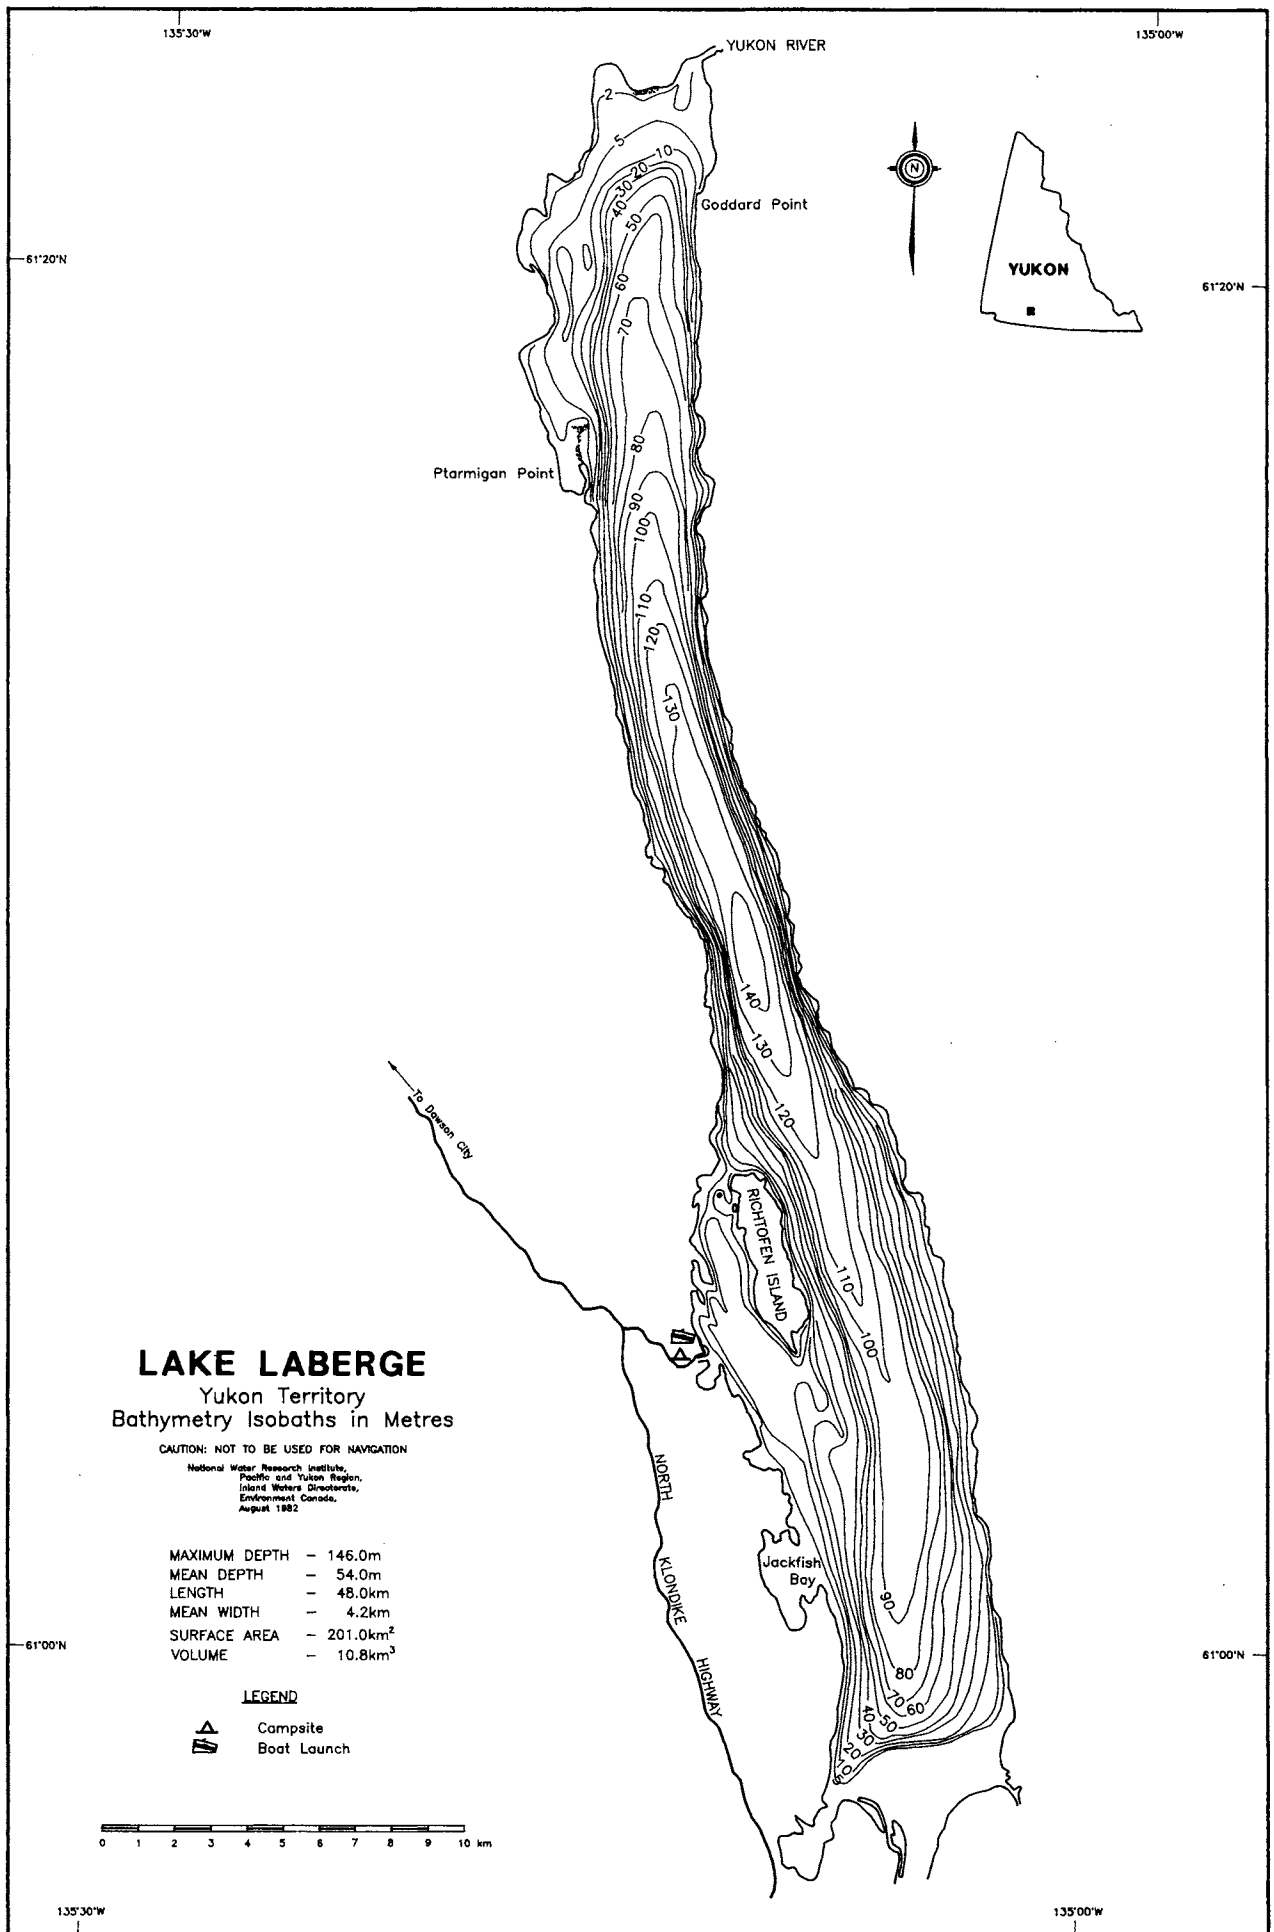 135°30'W
135°00'W
YUKON RIVER
2
5
10
20
30
40
50
N
Goddard Point
61°20'N
61°20'N
YUKON
60
70
80
Ptarmigan Point
90
100
110
120
130
140
130
120
To Dawson City
RICHTOFEN ISLAND
110
100
LAKE LABERGE
Yukon Territory
Bathymetry Isobaths in Metres
CAUTION: NOT TO BE USED FOR NAVIGATION
National Water Research Institute,
Pacific and Yukon Region,
Inland Waters Directorate,
Environment Canada,
August 1982
NORTH KLONDIKE HIGHWAY
Jackfish
Bay
MAXIMUM DEPTH – 146.0m
MEAN DEPTH – 54.0m
LENGTH – 48.0km
MEAN WIDTH – 4.2km
SURFACE AREA – 201.0km²
VOLUME – 10.8km³
90
61°00'N
61°00'N
80
70
60
50
40
30
20
10
5
LEGEND
Campsite
Boat Launch
0 1 2 3 4 5 6 7 8 9 10 km
135°30'W
135°00'W